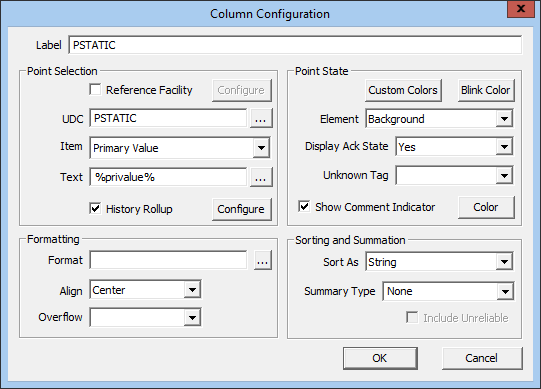 Column Configuration
x
Label PSTATIC
Point Selection
Reference Facility Configure
UDC PSTATIC ...
Item Primary Value
Text %privalue% ...
History Rollup Configure
Point State
Custom Colors Blink Color
Element Background
Display Ack State Yes
Unknown Tag
Show Comment Indicator Color
Formatting
Format ...
Align Center
Overflow
Sorting and Summation
Sort As String
Summary Type None
Include Unreliable
OK Cancel